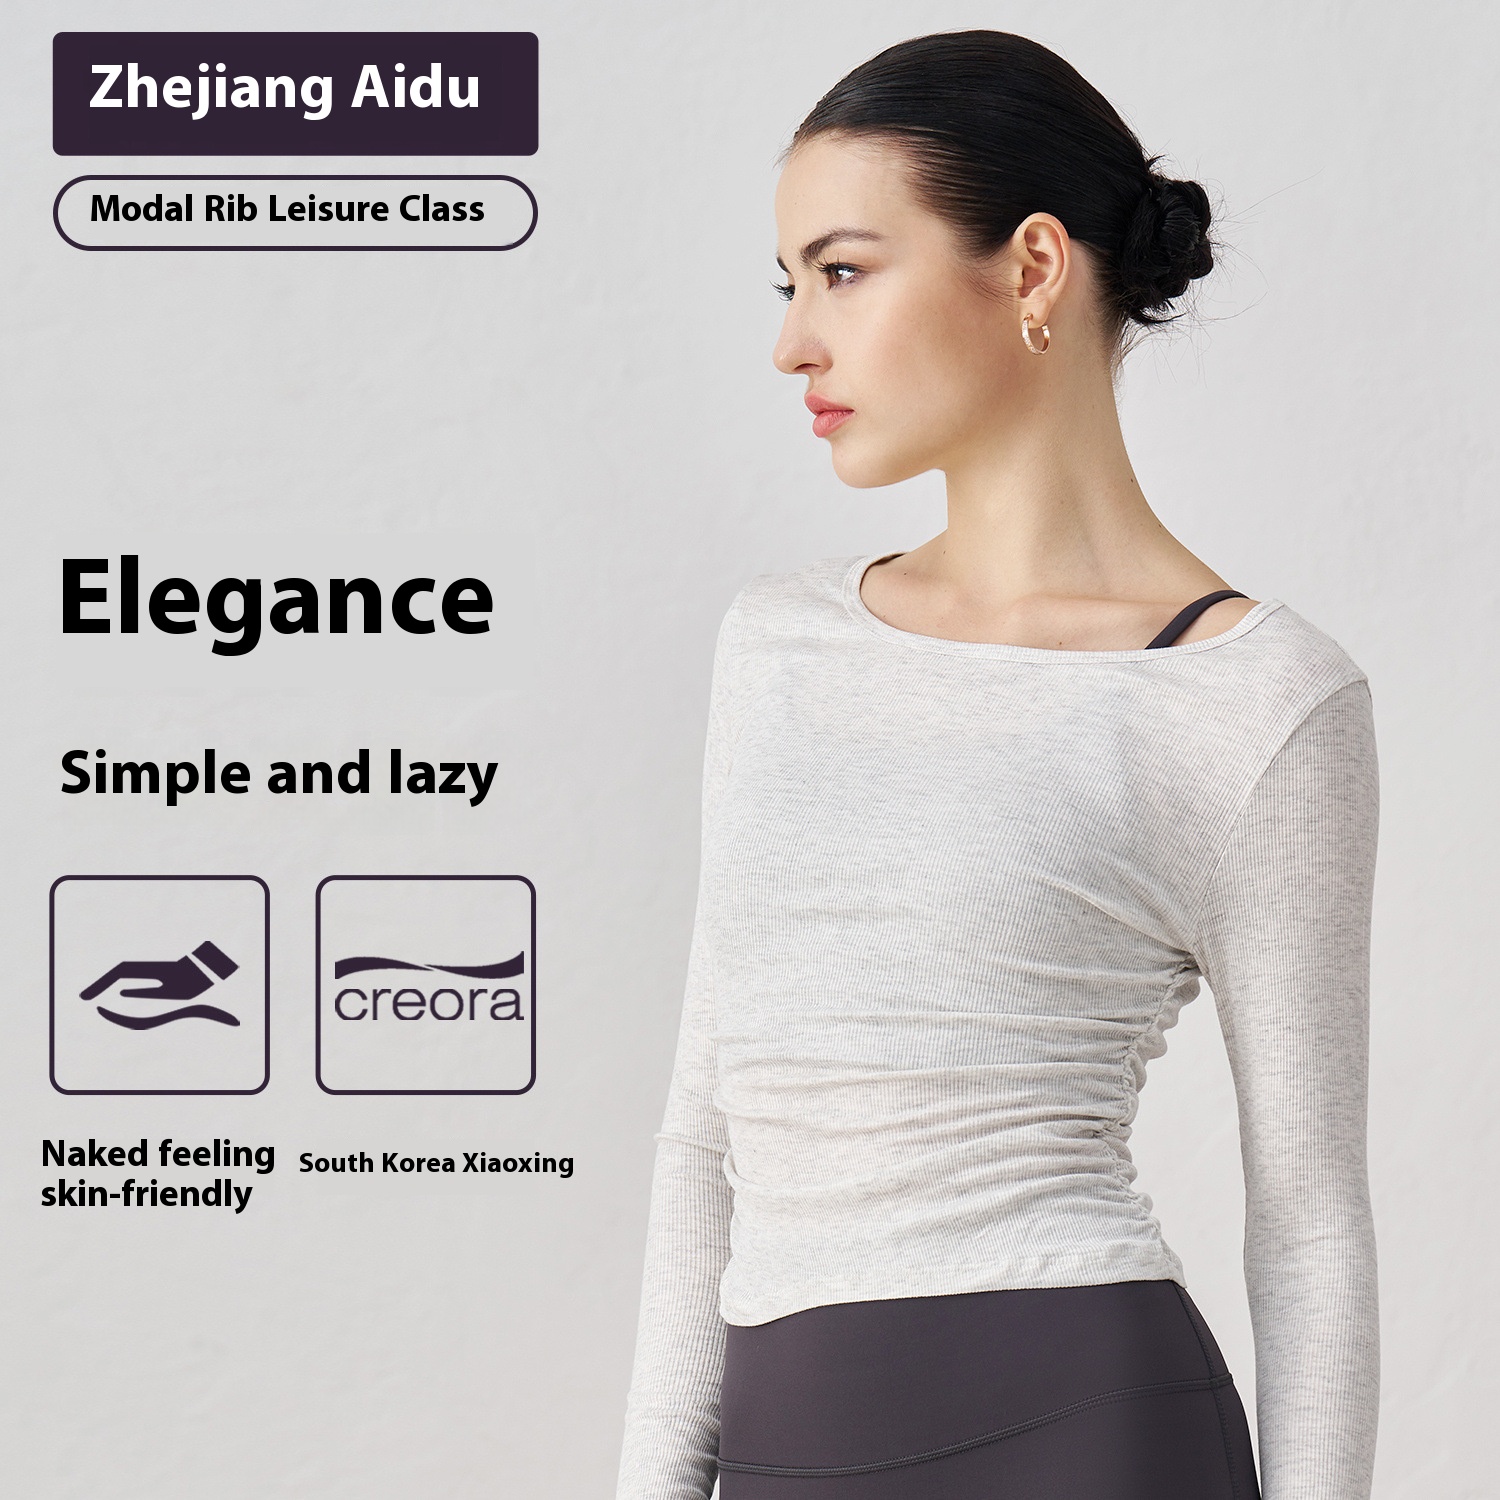 Zhejiang Aidu
Modal Rib Leisure Class
Elegance
Simple and lazy
creora
Naked feeling
skin-friendly
South Korea Xiaoxing